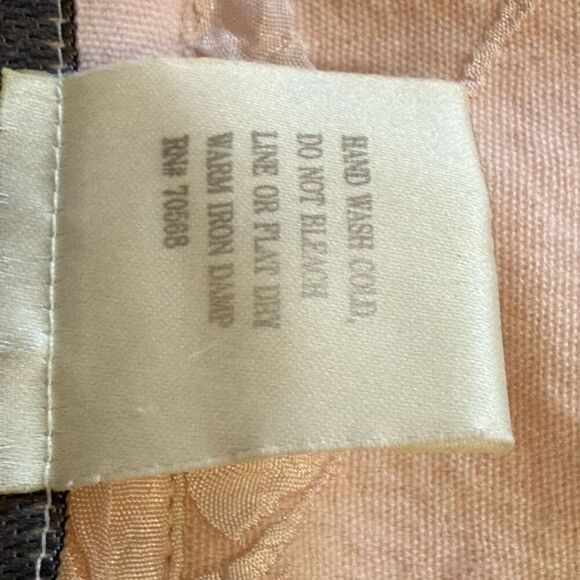 HAND WASH COLD,
DO NOT BLEACH
LINE OR FLAT DRY
WARM IRON DAMP
RN# 70568